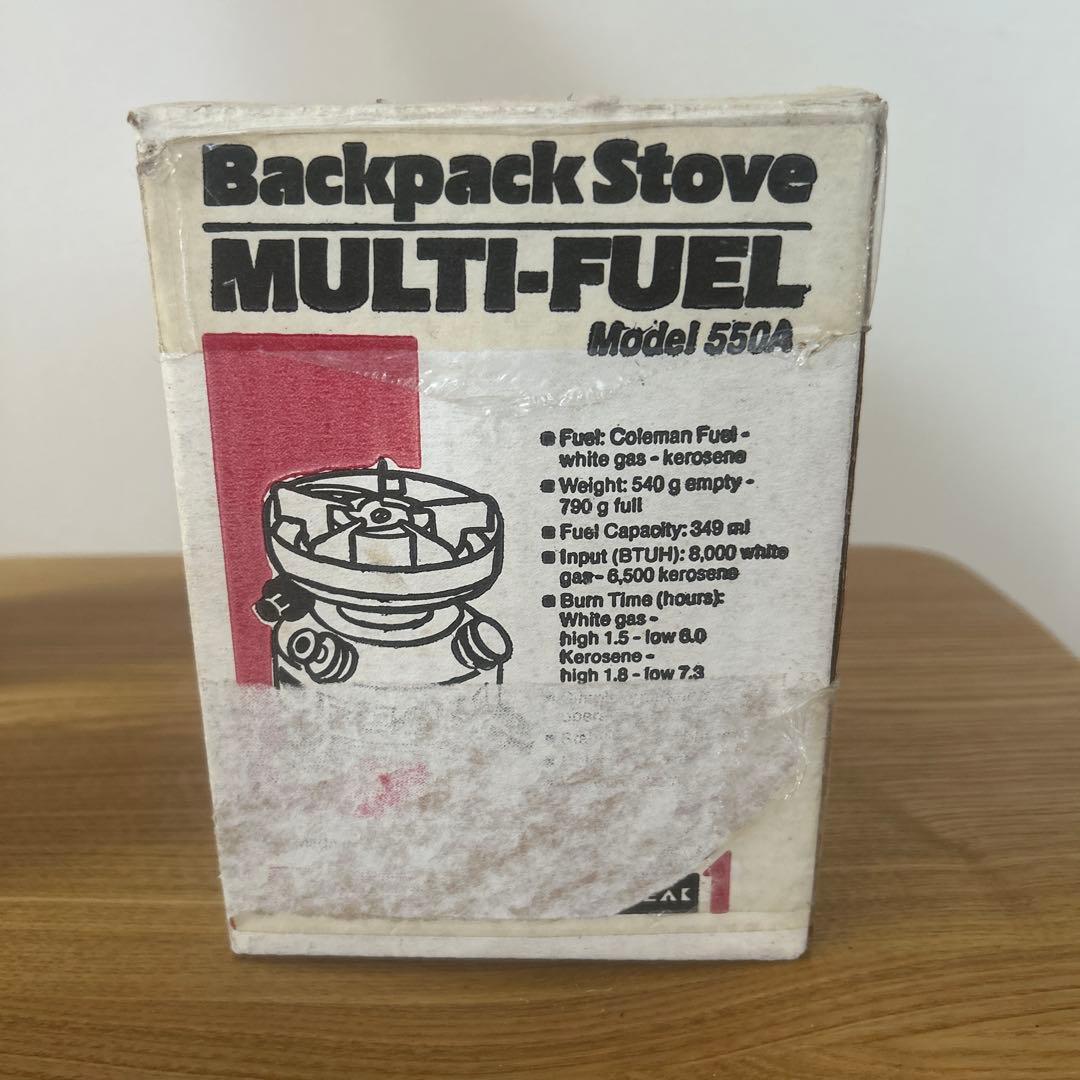 Backpack Stove
MULTI-FUEL
Model 550A
■ Fuel: Coleman Fuel -
white gas - kerosene
■ Weight: 540 g empty -
790 g full
■ Fuel Capacity: 349 ml
■ Input (BTUH): 8,000 white
gas - 6,500 kerosene
■ Burn Time (hours):
White gas -
high 1.5 - low 6.0
Kerosene -
high 1.8 - low 7.3
1